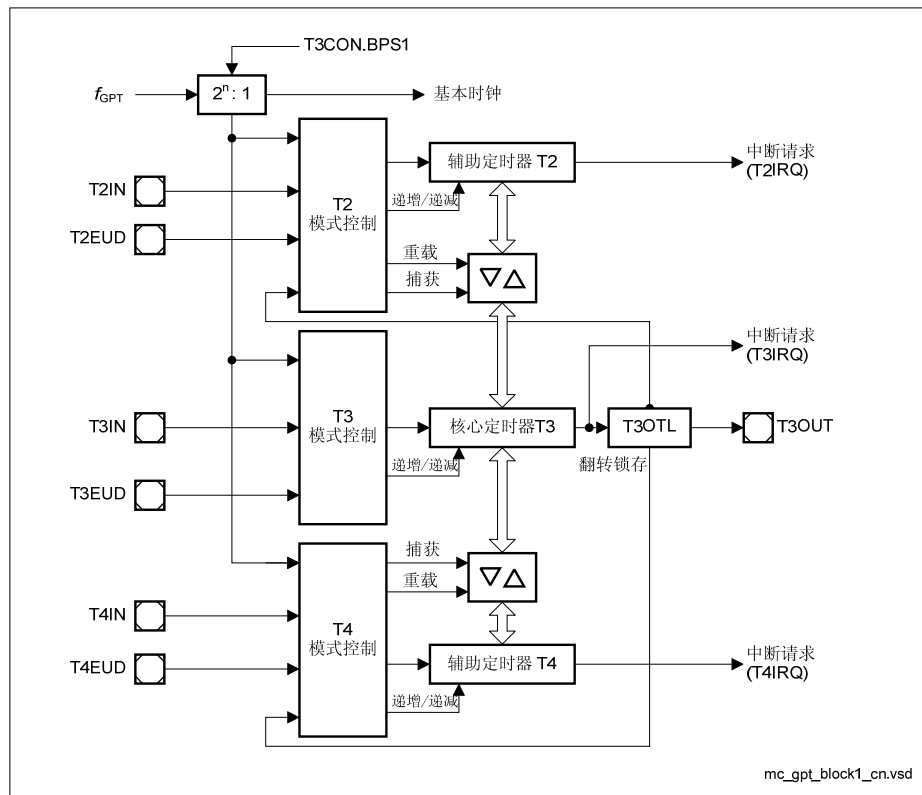 T3CON.BPS1
fGPT
2ⁿ : 1
基本时钟
T2IN
T2EUD
T2
模式控制
辅助定时器 T2
递增/递减
重载
捕获
中断请求
(T2IRQ)
中断请求
(T3IRQ)
T3IN
T3EUD
T3
模式控制
核心定时器T3
递增/递减
T3OTL
翻转锁存
T3OUT
捕获
重载
T4IN
T4EUD
T4
模式控制
辅助定时器 T4
递增/递减
中断请求
(T4IRQ)
mc_gpt_block1_cn.vsd